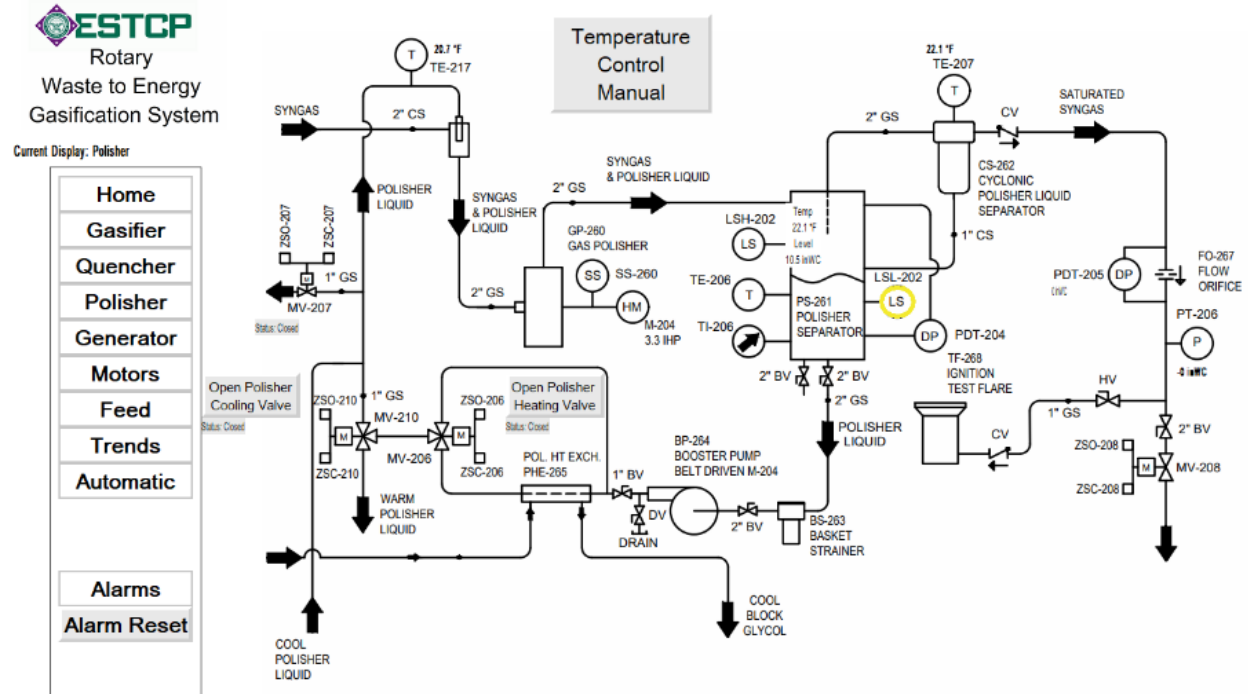 ESTCP
Rotary
Waste to Energy
Gasification System
Current Display: Polisher
Home
Gasifier
Quencher
Polisher
Generator
Motors
Feed
Trends
Automatic
Alarms
Alarm Reset
Temperature
Control
Manual
T
20.7 °F
TE-217
SYNGAS
2" CS
POLISHER
LIQUID
SYNGAS
& POLISHER
LIQUID
ZSO-207
ZSC-207
M
1" GS
MV-207
Status: Closed
2" GS
SYNGAS
& POLISHER LIQUID
GP-260
GAS POLISHER
SS
SS-260
HM
M-204
3.3 IHP
2" GS
22.1 °F
TE-207
T
2" GS
CV
SATURATED
SYNGAS
CS-262
CYCLONIC
POLISHER LIQUID
SEPARATOR
1" CS
LSH-202
LS
Temp
22.1 °F
Level
10.5 inWC
TE-206
T
TI-206
LSL-202
LS
PS-261
POLISHER
SEPARATOR
DP
PDT-204
2" BV
2" BV
2" GS
PDT-205
DP
FO-267
FLOW
ORIFICE
PT-206
P
-0 inWC
TF-268
IGNITION
TEST FLARE
HV
1" GS
CV
2" BV
ZSO-208
M
MV-208
ZSC-208
Open Polisher
Cooling Valve
Status: Closed
1" GS
ZSO-210
MV-210
M
ZSC-210
MV-206
ZSO-206
M
ZSC-206
Open Polisher
Heating Valve
Status: Closed
POL. HT EXCH.
PHE-265
1" BV
BP-264
BOOSTER PUMP
BELT DRIVEN M-204
POLISHER
LIQUID
DV
DRAIN
2" BV
BS-263
BASKET
STRAINER
WARM
POLISHER
LIQUID
COOL
BLOCK
GLYCOL
COOL
POLISHER
LIQUID